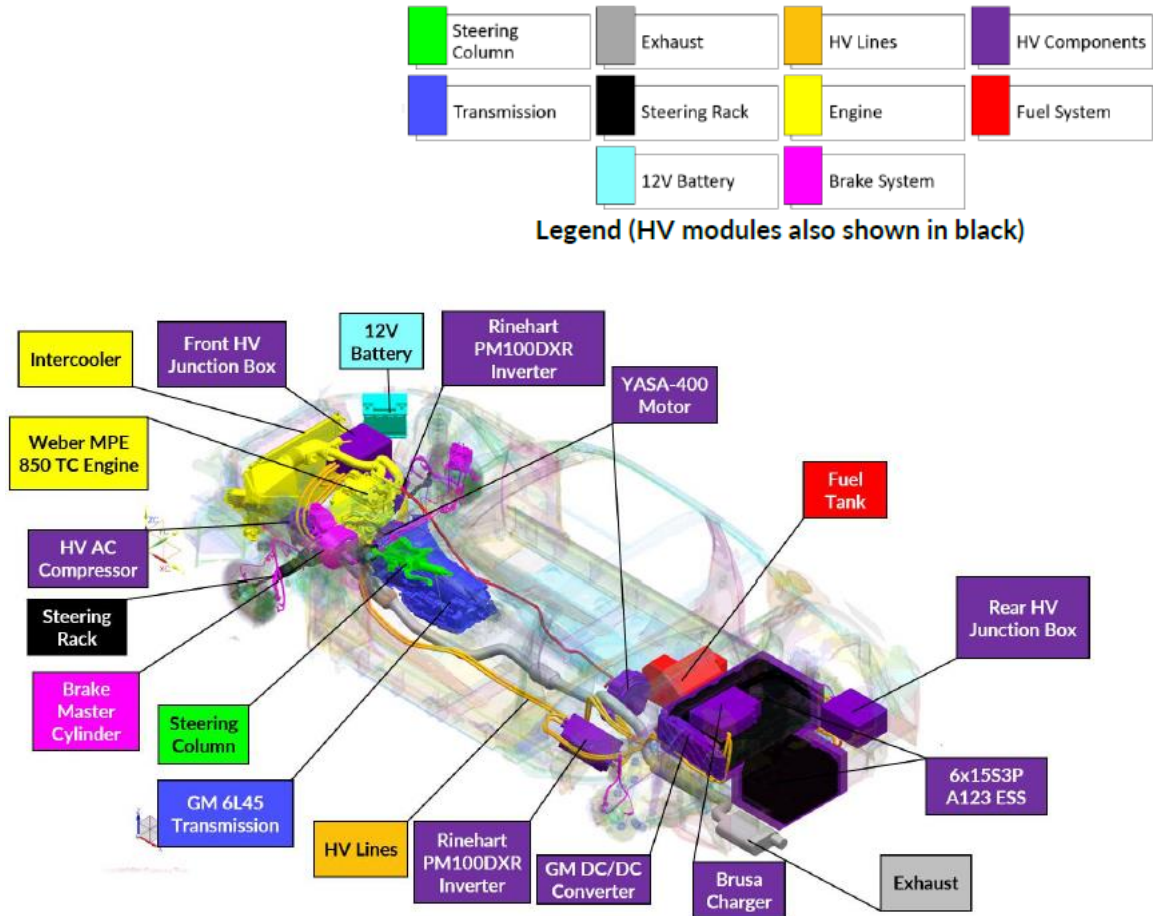 Steering
Column
Exhaust
HV Lines
HV Components
Transmission
Steering Rack
Engine
Fuel System
12V Battery
Brake System
Legend (HV modules also shown in black)
Intercooler
Front HV
Junction Box
12V
Battery
Rinehart
PM100DXR
Inverter
YASA-400
Motor
Weber MPE
850 TC Engine
Fuel
Tank
HV AC
Compressor
Rear HV
Junction Box
Steering
Rack
Brake
Master
Cylinder
Steering
Column
6x15S3P
A123 ESS
GM 6L45
Transmission
HV Lines
Rinehart
PM100DXR
Inverter
GM DC/DC
Converter
Brusa
Charger
Exhaust